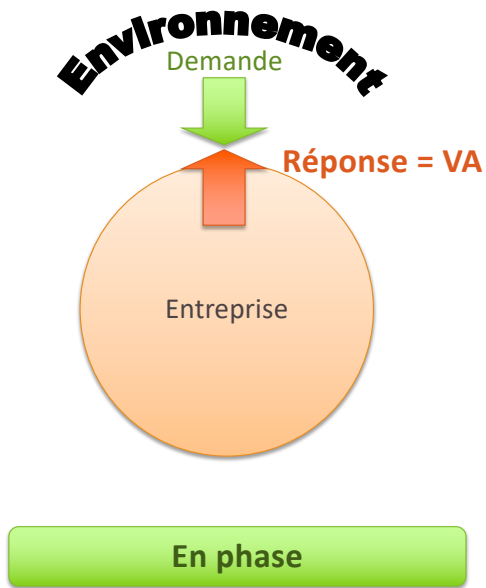 Environnement
Demande
Réponse = VA
Entreprise
En phase